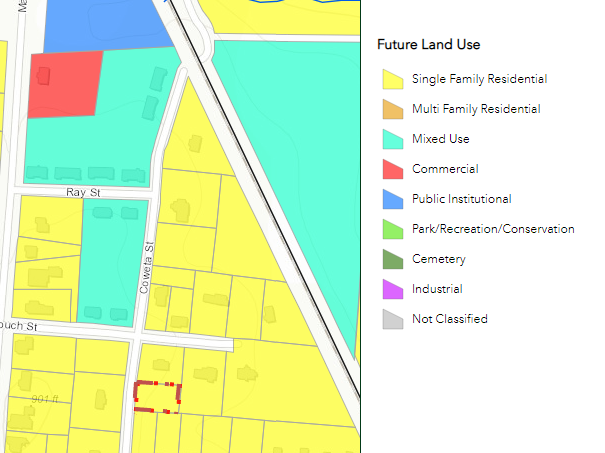 Ma
Future Land Use
Single Family Residential
Multi Family Residential
Mixed Use
Commercial
Public Institutional
Park/Recreation/Conservation
Cemetery
Industrial
Not Classified
Ray St
Coweta St
ouch St
901 ft